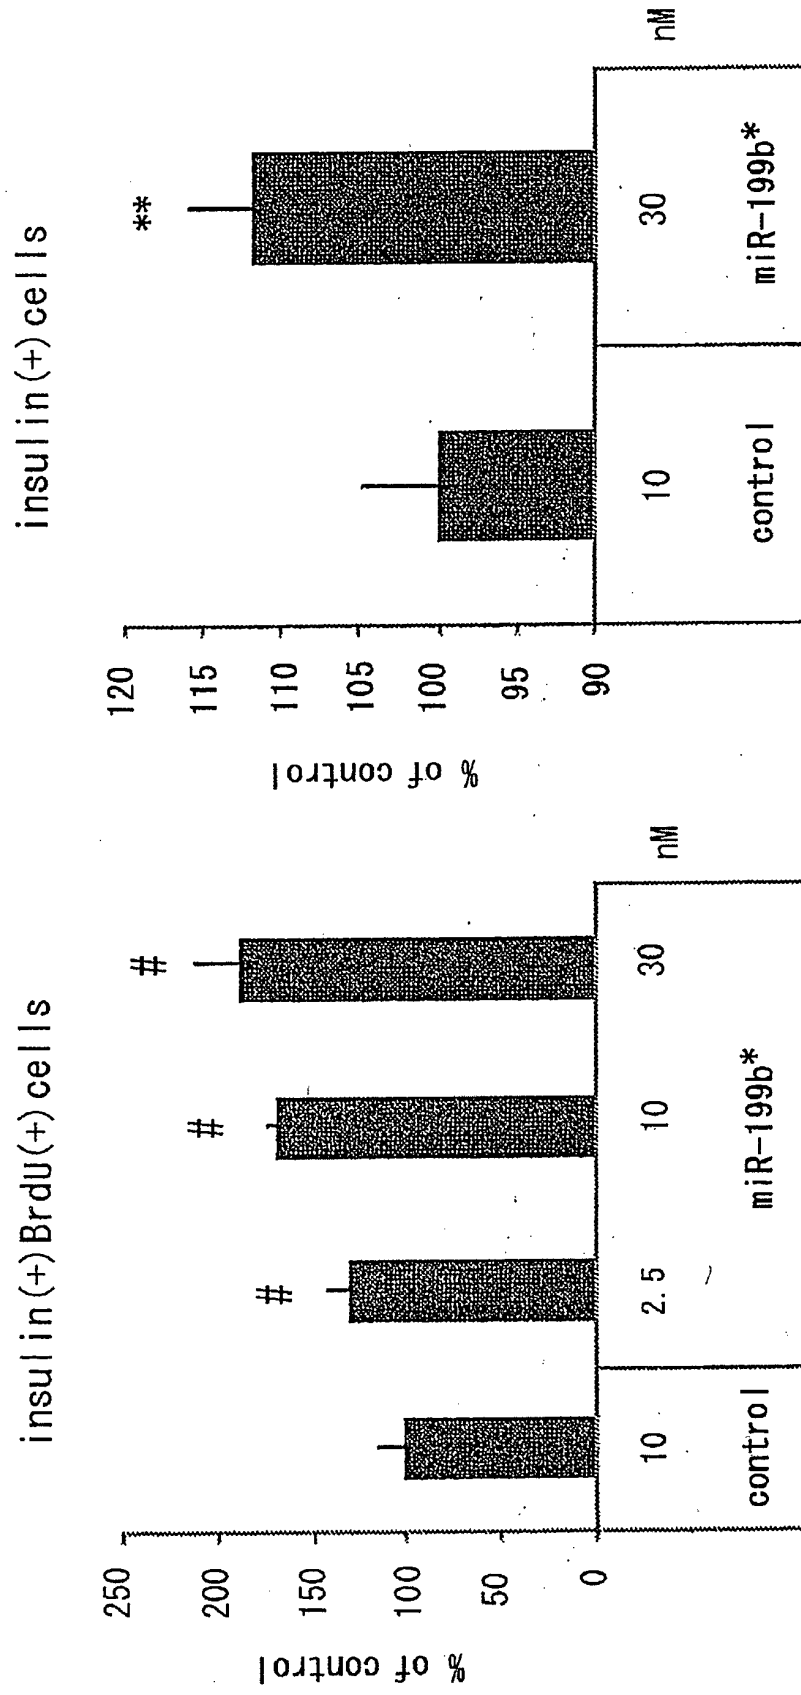 insulin(+)BrdU(+)cells
% of control
250
200
150
100
50
0
10 2.5 10 30 nM
control miR-199b*
# # #
insulin(+)cells
% of control
120
115
110
105
100
95
90
**
10 30 nM
control miR-199b*